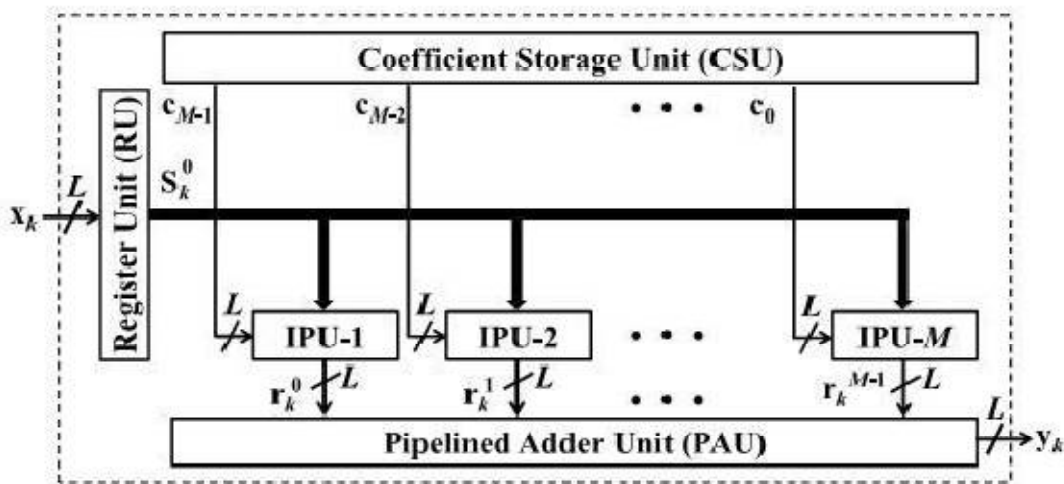 Coefficient Storage Unit (CSU)
c_{M-1} c_{M-2} • • • c_0
Register Unit (RU)
S_k^0
x_k L
L L L
IPU-1 IPU-2 • • • IPU-M
r_k^0 L r_k^1 L • • • r_k^{M-1} L
Pipelined Adder Unit (PAU)
L y_k